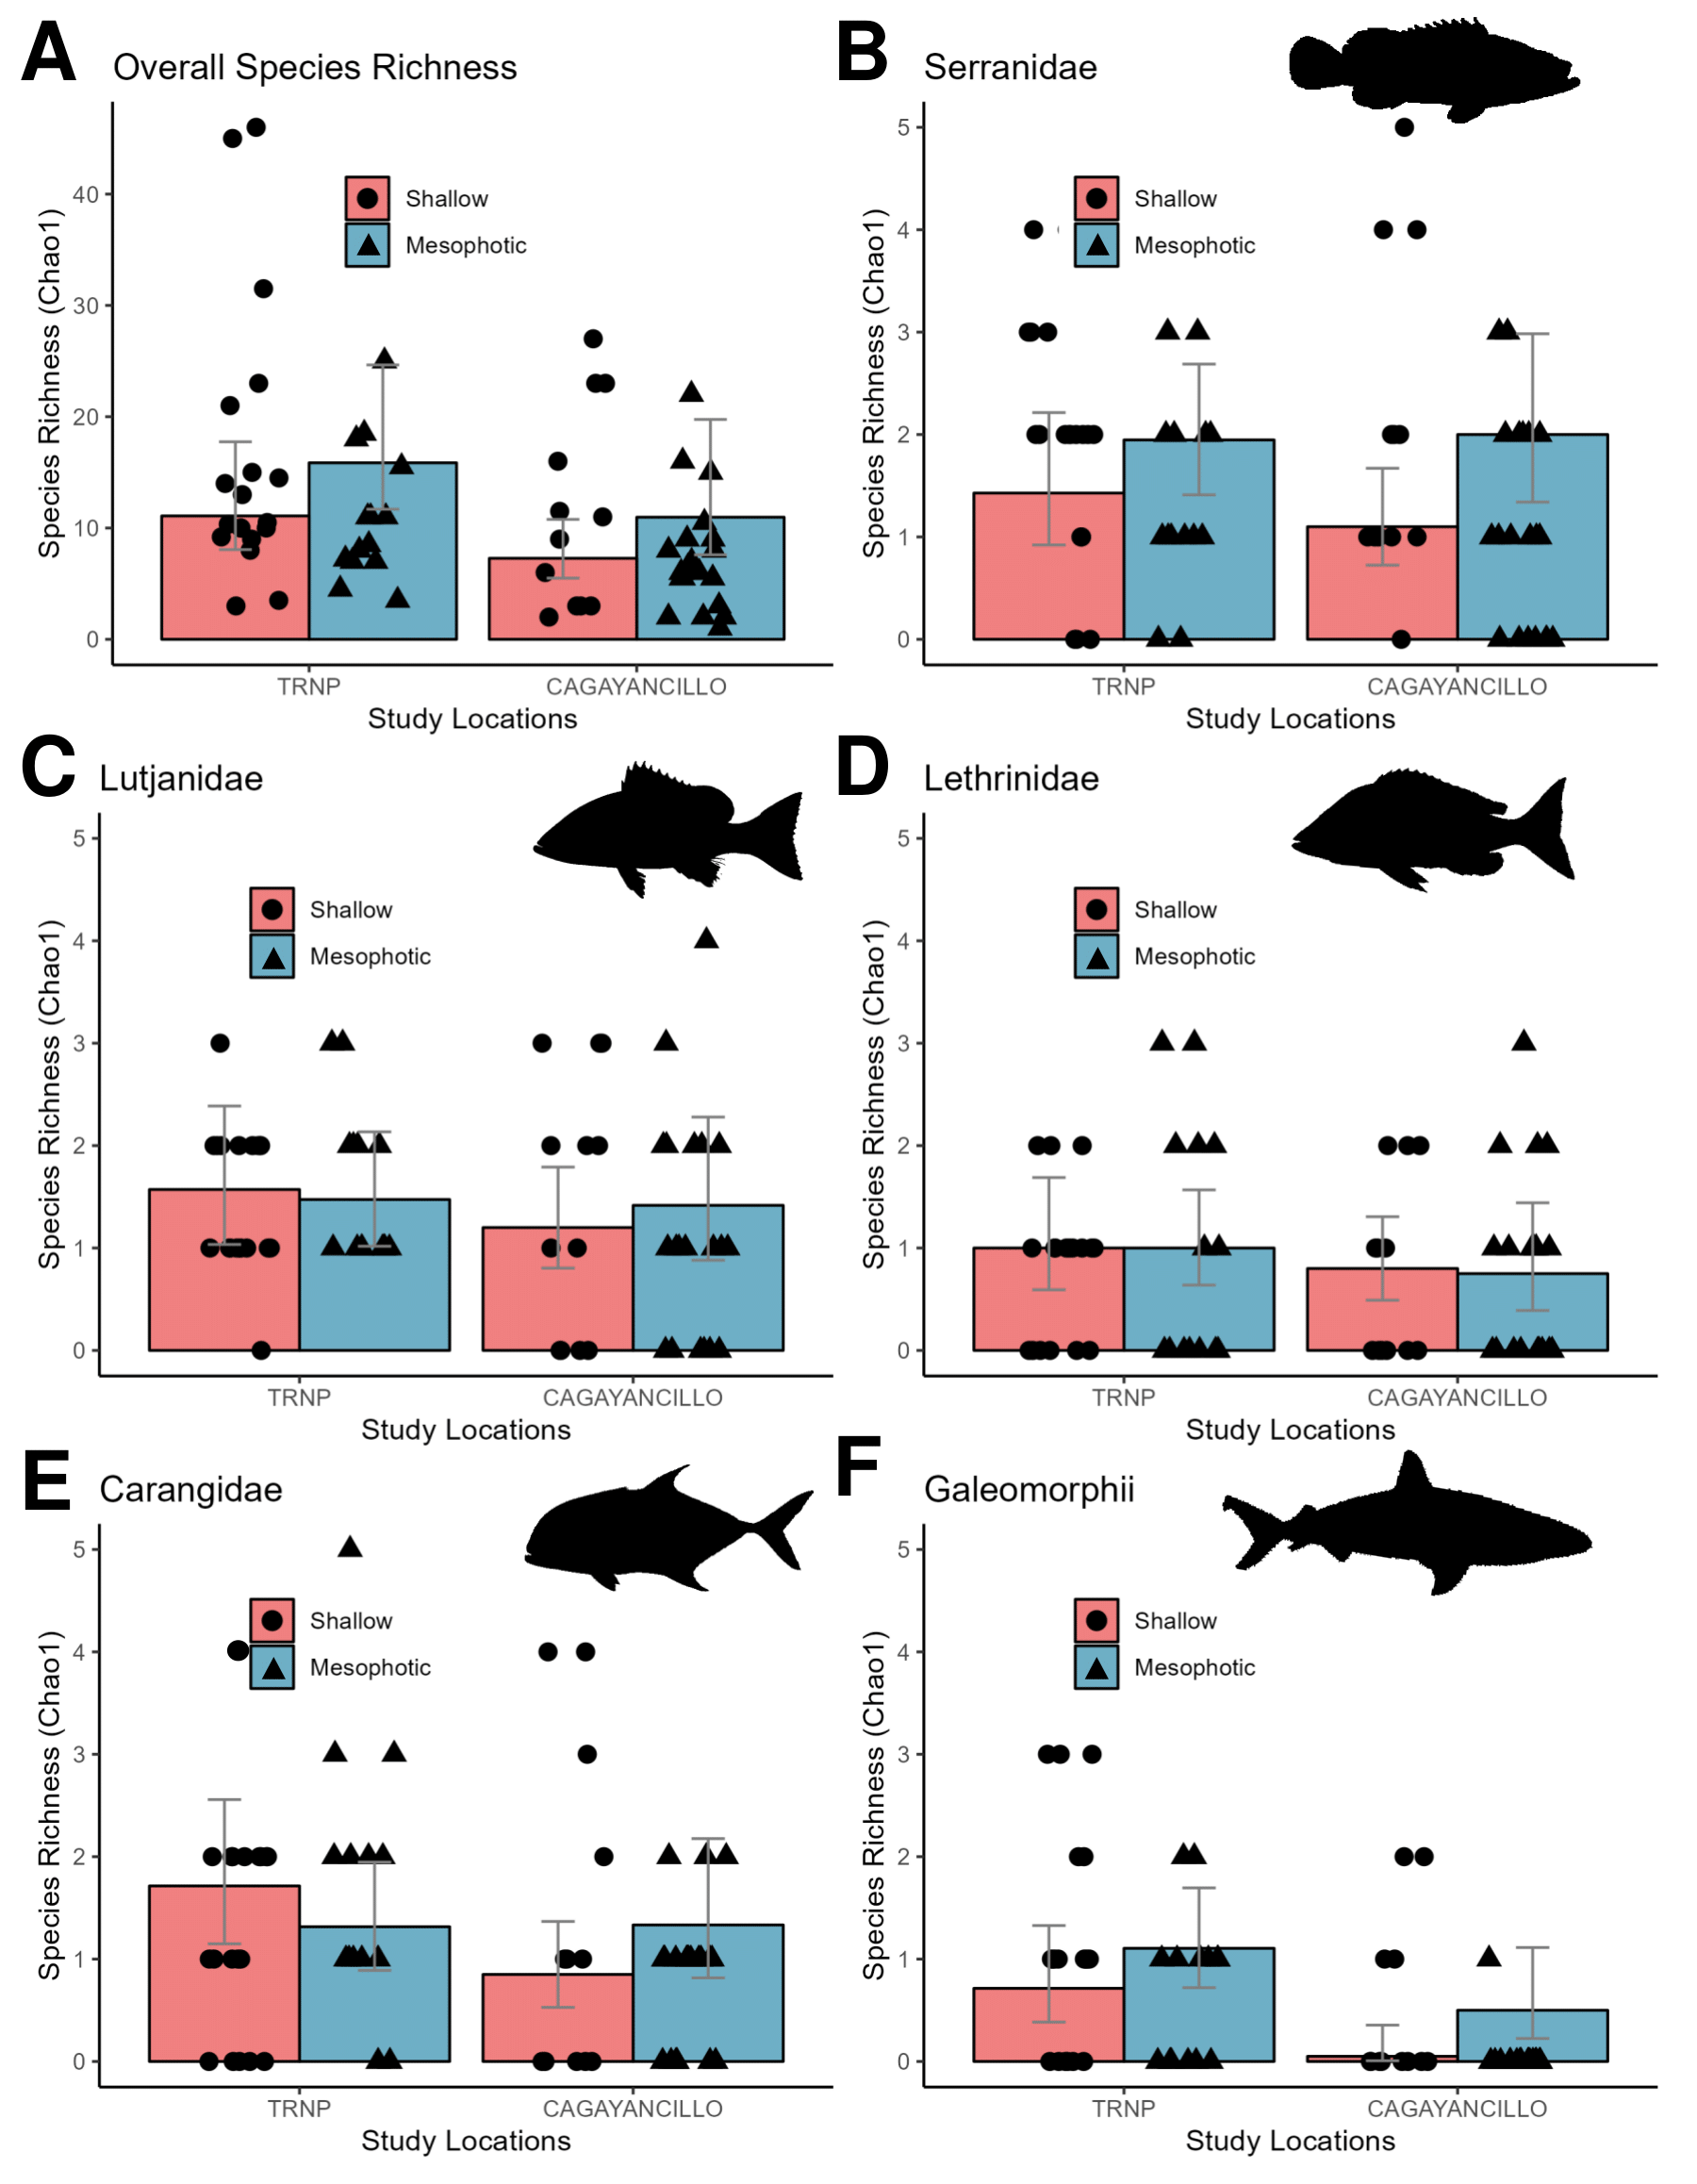 A
Overall Species Richness
Species Richness (Chao1)
40
30
20
10
0
Shallow
Mesophotic
TRNP
CAGAYANCILLO
Study Locations
B
Serranidae
Species Richness (Chao1)
5
4
3
2
1
0
Shallow
Mesophotic
TRNP
CAGAYANCILLO
Study Locations
C
Lutjanidae
Species Richness (Chao1)
5
4
3
2
1
0
Shallow
Mesophotic
TRNP
CAGAYANCILLO
Study Locations
D
Lethrinidae
Species Richness (Chao1)
5
4
3
2
1
0
Shallow
Mesophotic
TRNP
CAGAYANCILLO
Study Locations
E
Carangidae
Species Richness (Chao1)
5
4
3
2
1
0
Shallow
Mesophotic
TRNP
CAGAYANCILLO
Study Locations
F
Galeomorphii
Species Richness (Chao1)
5
4
3
2
1
0
Shallow
Mesophotic
TRNP
CAGAYANCILLO
Study Locations